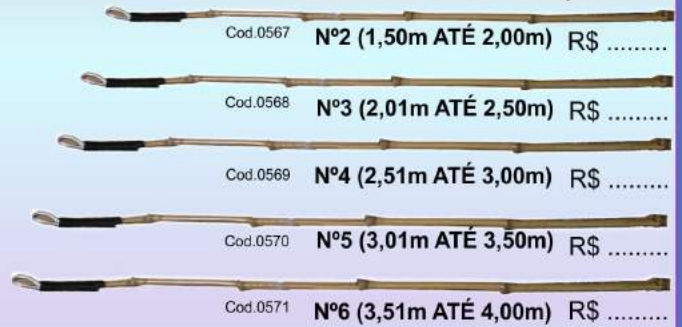 Cod.0567 Nº2 (1,50m ATÉ 2,00m) R$ .........
Cod.0568 Nº3 (2,01m ATÉ 2,50m) R$ .........
Cod.0569 Nº4 (2,51m ATÉ 3,00m) R$ .........
Cod.0570 Nº5 (3,01m ATÉ 3,50m) R$ .........
Cod.0571 Nº6 (3,51m ATÉ 4,00m) R$ .........